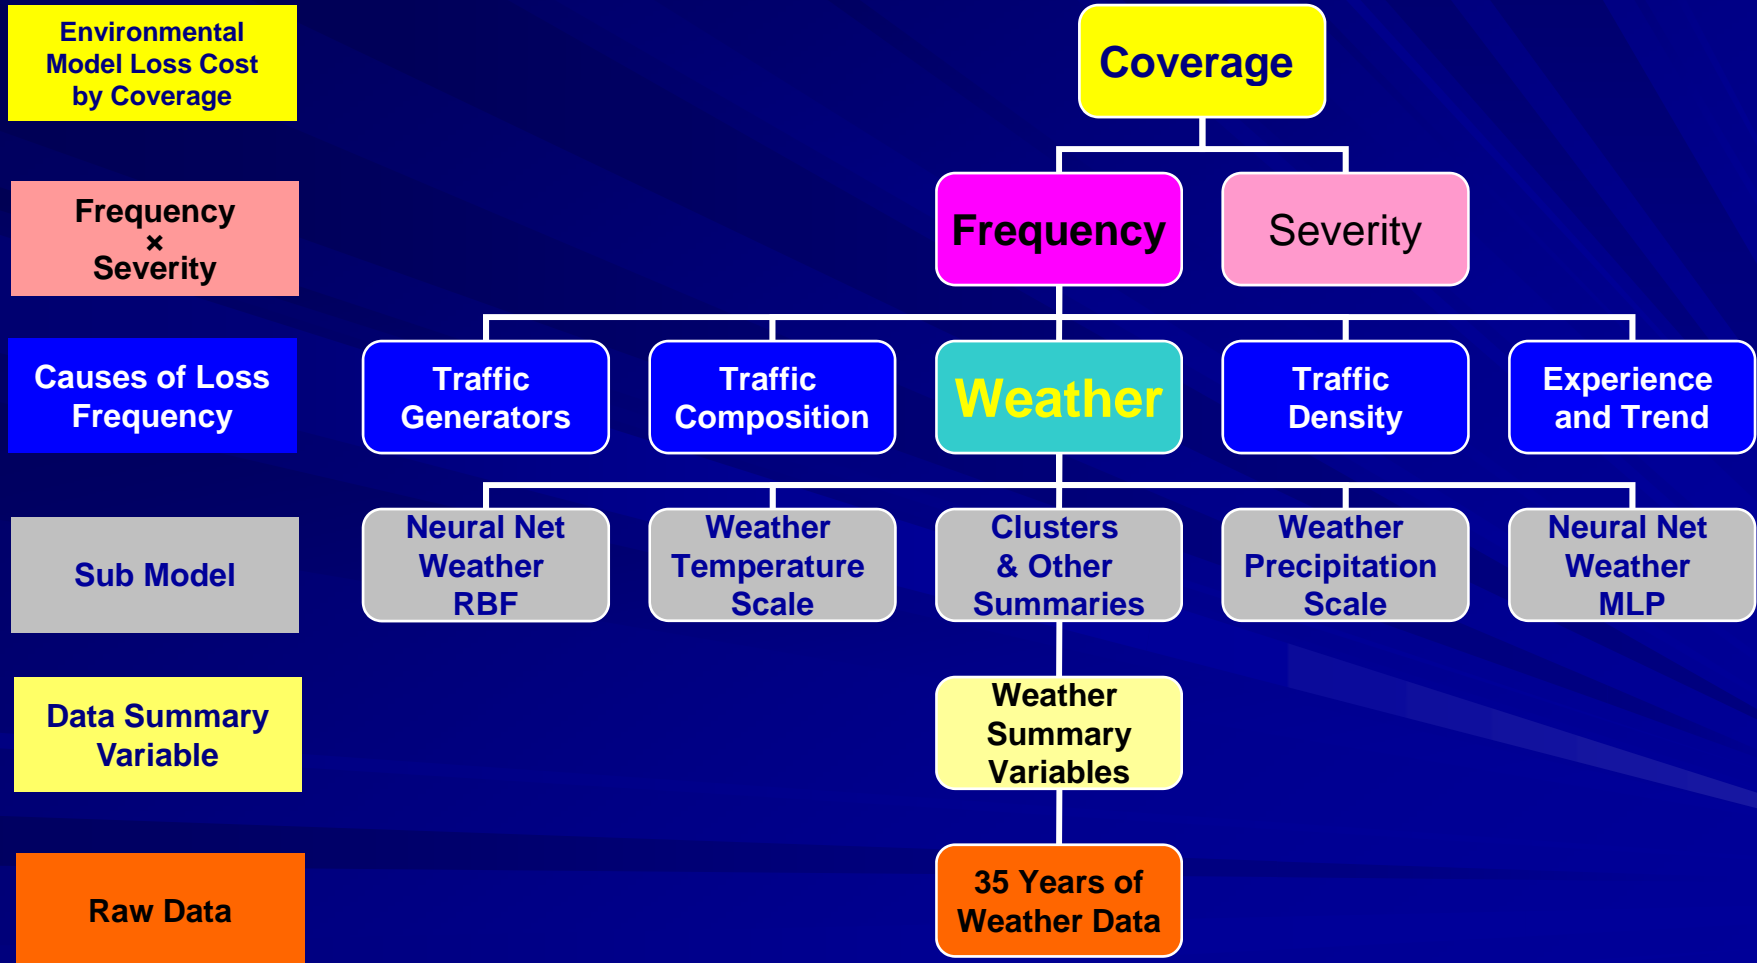 Environmental
Model Loss Cost
by Coverage
Coverage
Frequency
×
Severity
Frequency
Severity
Causes of Loss
Frequency
Traffic
Generators
Traffic
Composition
Weather
Traffic
Density
Experience
and Trend
Sub Model
Neural Net
Weather
RBF
Weather
Temperature
Scale
Clusters
& Other
Summaries
Weather
Precipitation
Scale
Neural Net
Weather
MLP
Data Summary
Variable
Weather
Summary
Variables
Raw Data
35 Years of
Weather Data